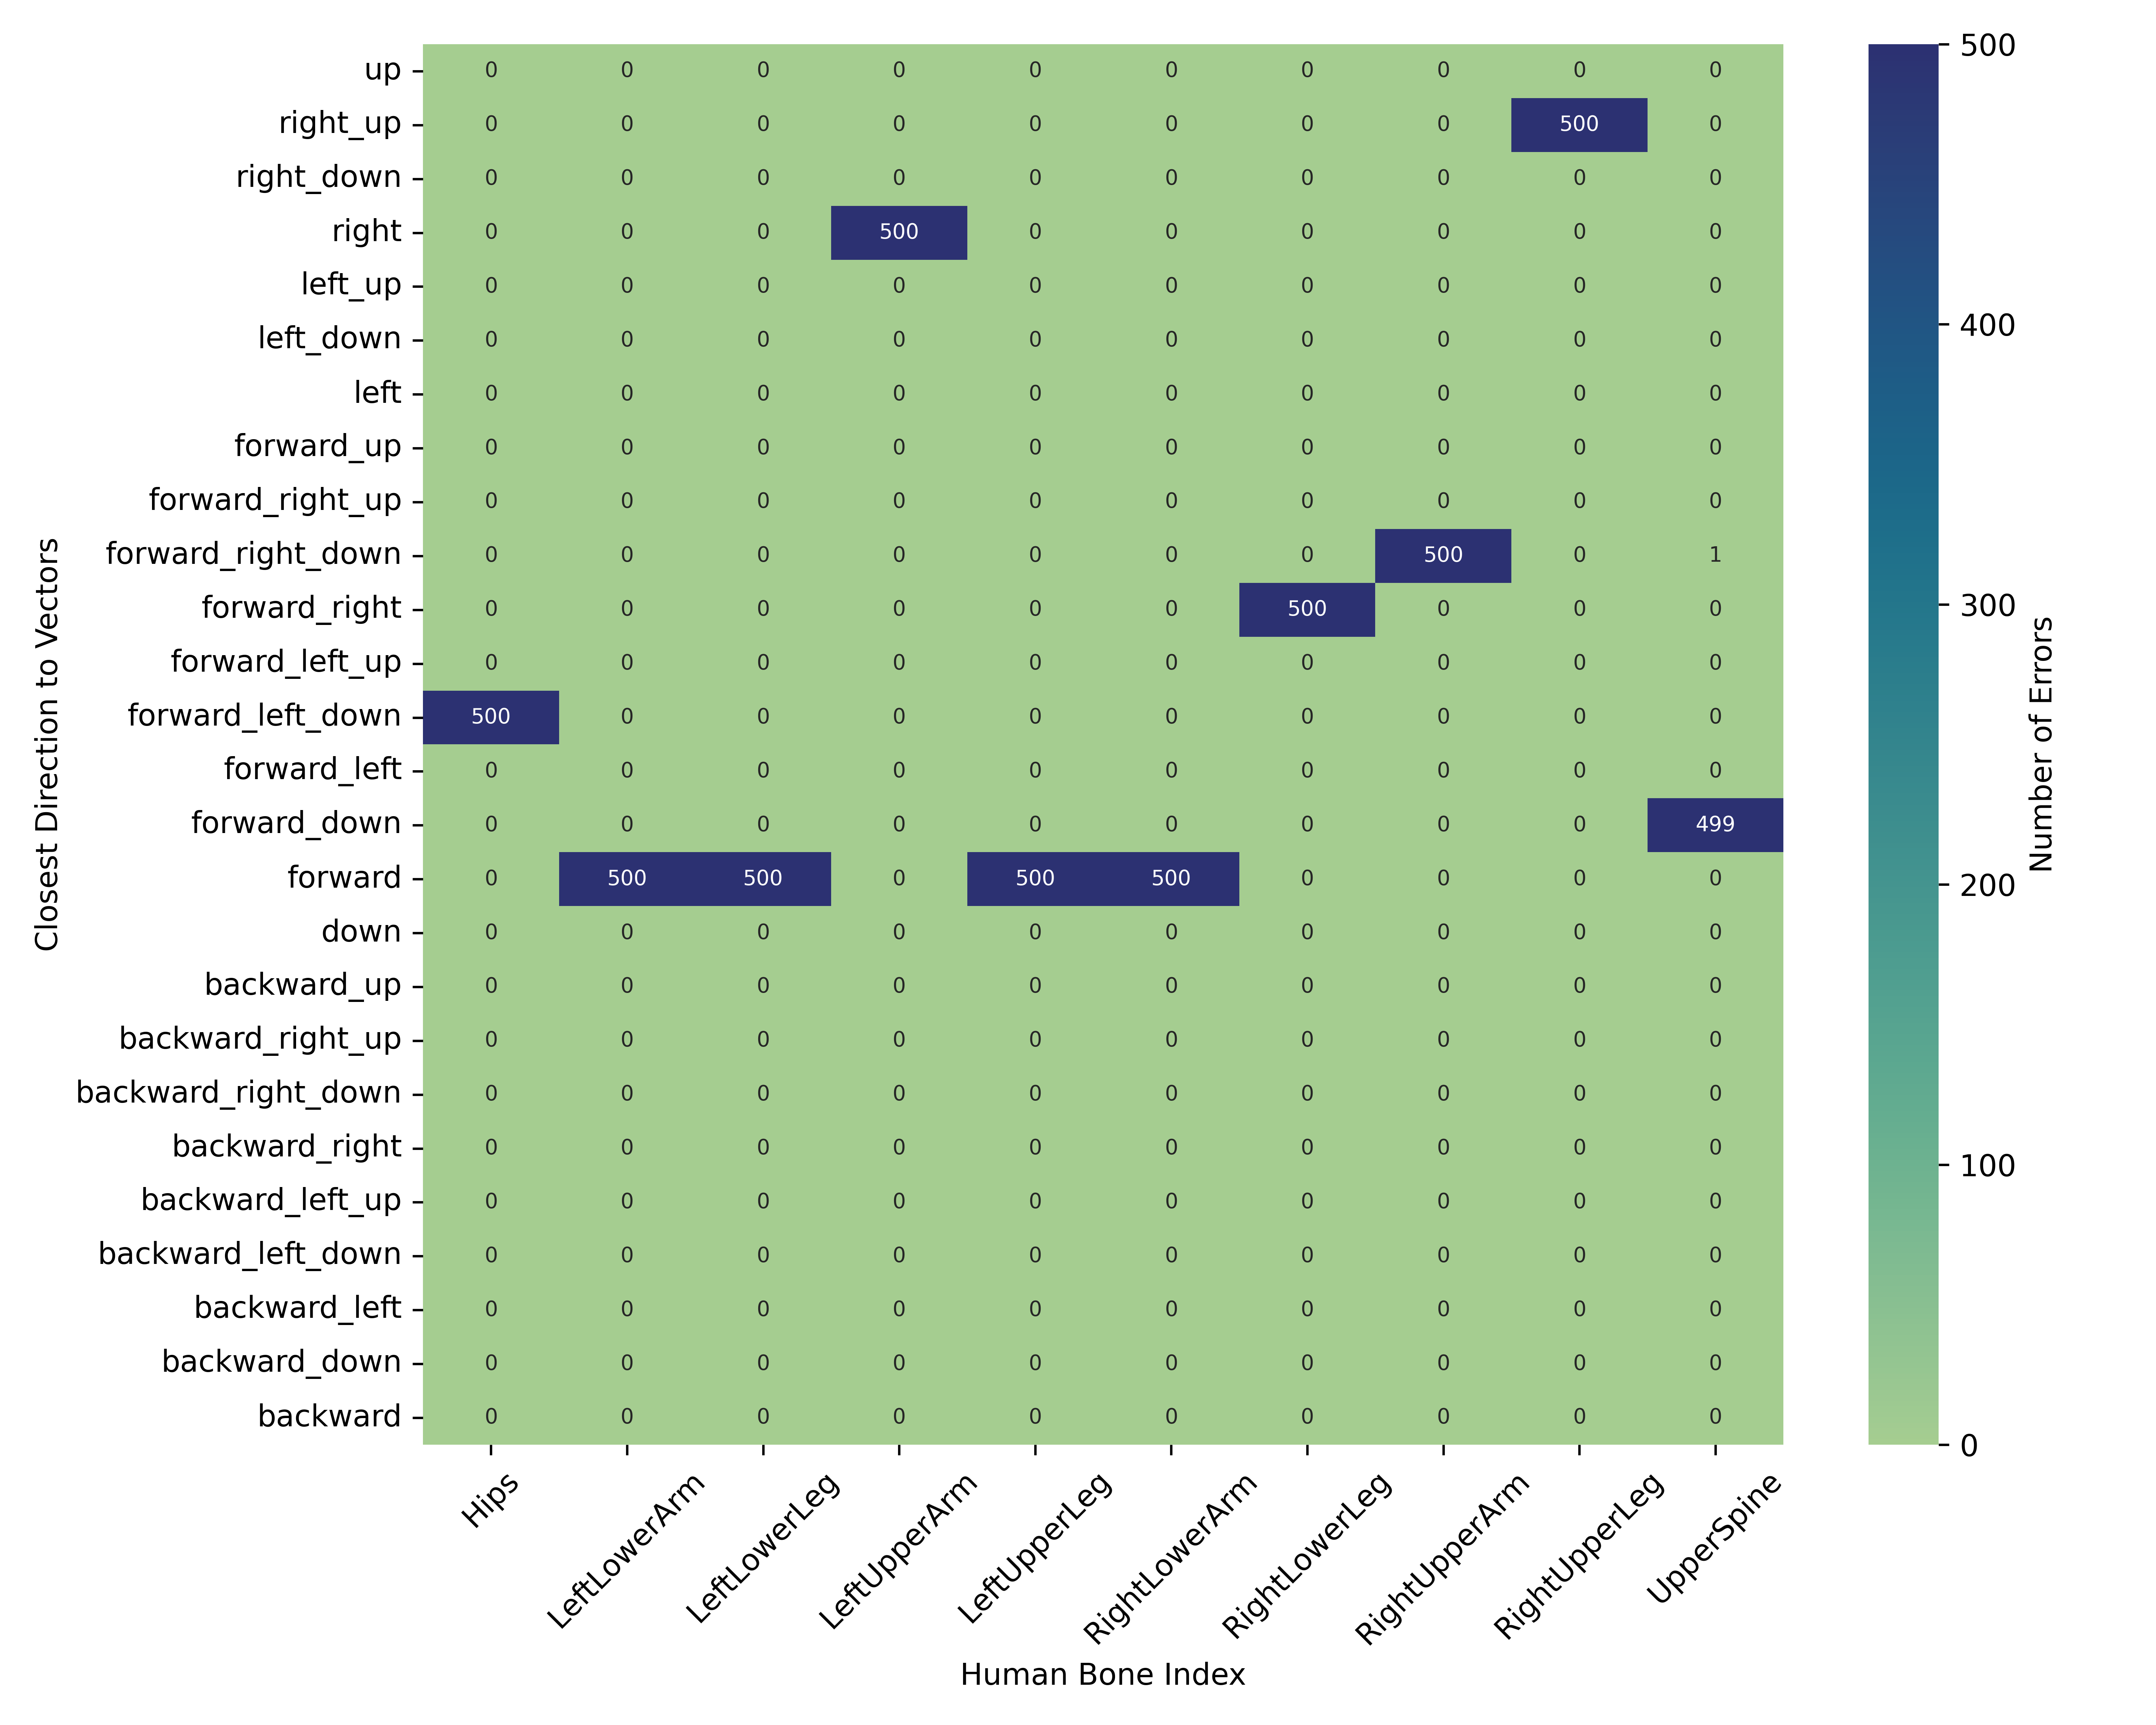 up 0 0 0 0 0 0 0 0 0 0
right_up 0 0 0 0 0 0 0 0 500 0
right_down 0 0 0 0 0 0 0 0 0 0
right 0 0 0 500 0 0 0 0 0 0
left_up 0 0 0 0 0 0 0 0 0 0
left_down 0 0 0 0 0 0 0 0 0 0
left 0 0 0 0 0 0 0 0 0 0
forward_up 0 0 0 0 0 0 0 0 0 0
forward_right_up 0 0 0 0 0 0 0 0 0 0
forward_right_down 0 0 0 0 0 0 0 500 0 1
forward_right 0 0 0 0 0 0 500 0 0 0
forward_left_up 0 0 0 0 0 0 0 0 0 0
forward_left_down 500 0 0 0 0 0 0 0 0 0
forward_left 0 0 0 0 0 0 0 0 0 0
forward_down 0 0 0 0 0 0 0 0 0 499
forward 0 500 500 0 500 500 0 0 0 0
down 0 0 0 0 0 0 0 0 0 0
backward_up 0 0 0 0 0 0 0 0 0 0
backward_right_up 0 0 0 0 0 0 0 0 0 0
backward_right_down 0 0 0 0 0 0 0 0 0 0
backward_right 0 0 0 0 0 0 0 0 0 0
backward_left_up 0 0 0 0 0 0 0 0 0 0
backward_left_down 0 0 0 0 0 0 0 0 0 0
backward_left 0 0 0 0 0 0 0 0 0 0
backward_down 0 0 0 0 0 0 0 0 0 0
backward 0 0 0 0 0 0 0 0 0 0
Hips
LeftLowerArm
LeftLowerLeg
LeftUpperArm
LeftUpperLeg
RightLowerArm
RightLowerLeg
RightUpperArm
RightUpperLeg
UpperSpine
Human Bone Index
Closest Direction to Vectors
500
400
300
200
100
0
Number of Errors